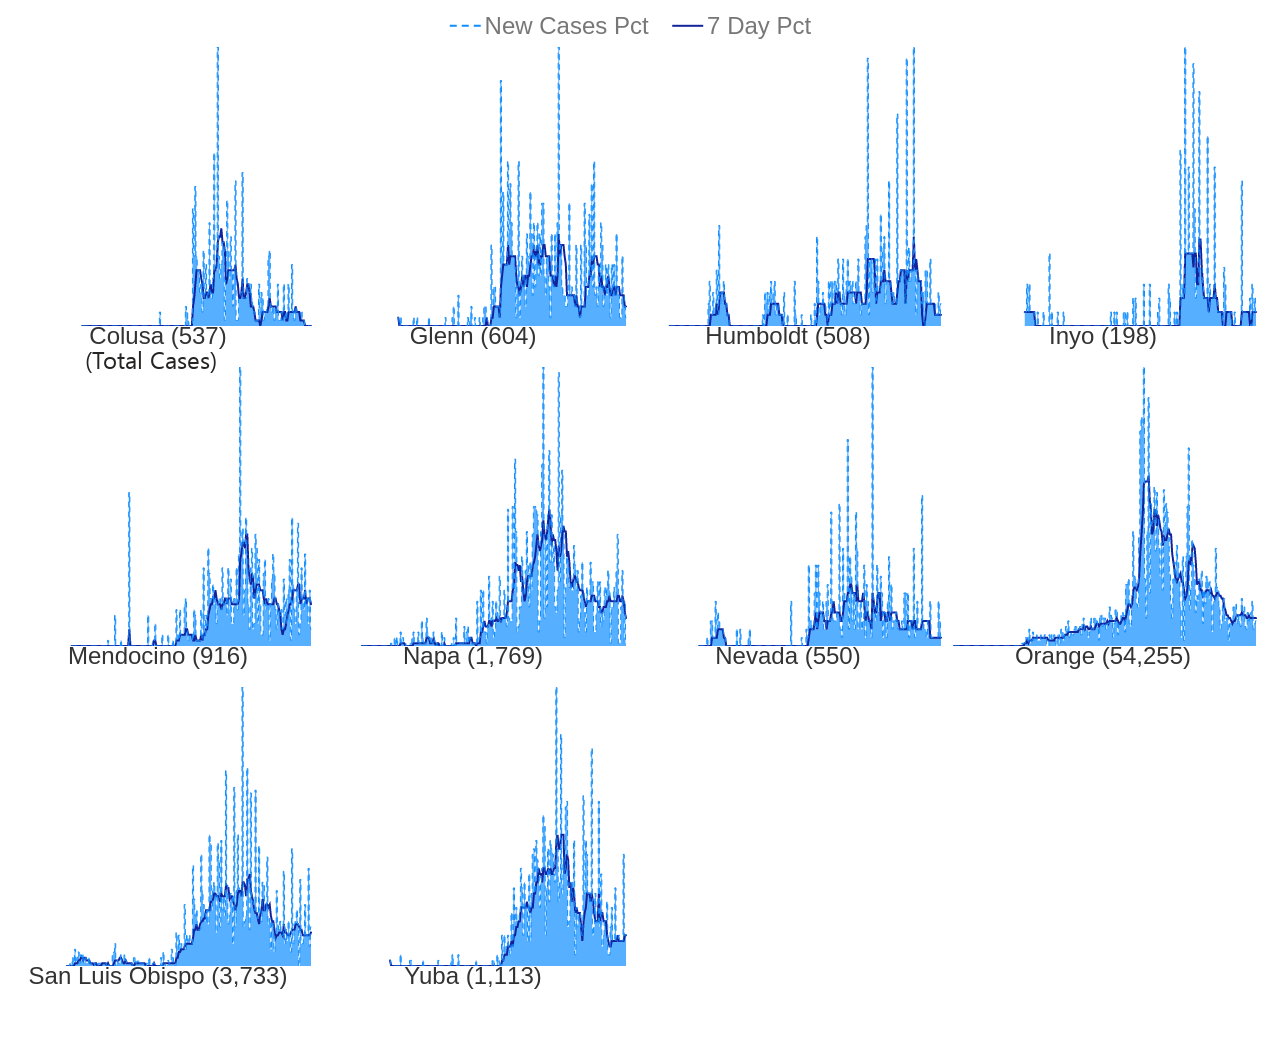 New Cases Pct 7 Day Pct
Colusa (537) Glenn (604) Humboldt (508) Inyo (198)
(Total Cases)
Mendocino (916) Napa (1,769) Nevada (550) Orange (54,255)
San Luis Obispo (3,733) Yuba (1,113)